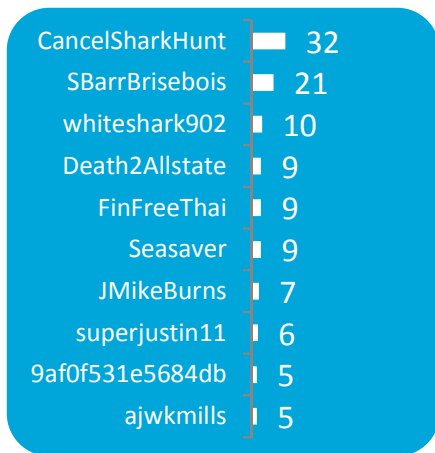 CancelSharkHunt 32
SBarrBrisebois 21
whiteshark902 10
Death2Allstate 9
FinFreeThai 9
Seasaver 9
JMikeBurns 7
superjustin11 6
9af0f531e5684db 5
ajwkmills 5